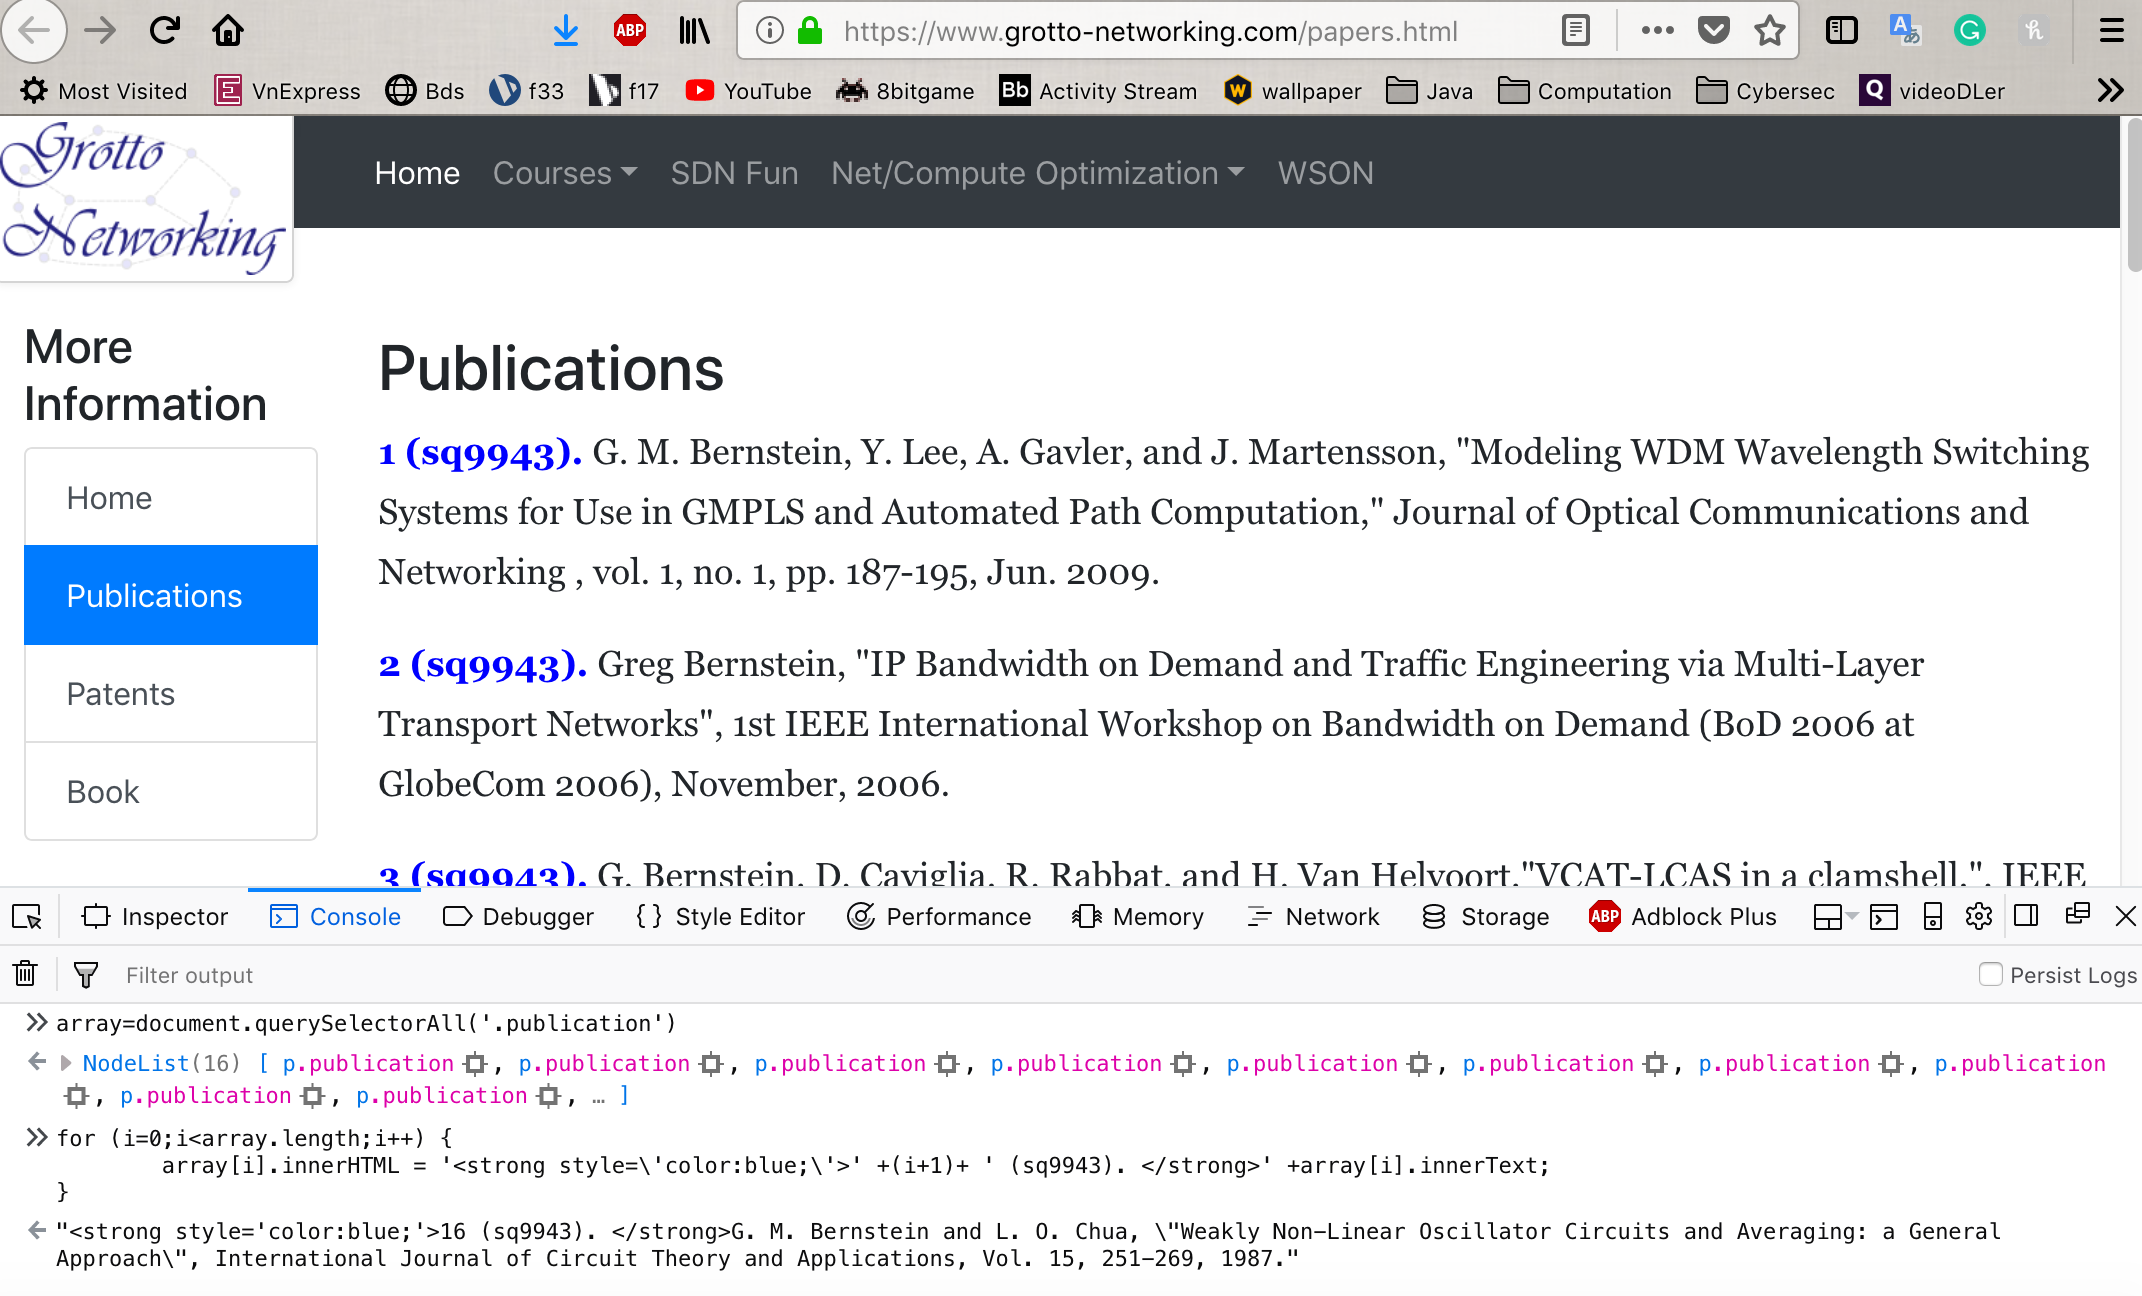 https://www.grotto-networking.com/papers.html
Most Visited VnExpress Bds f33 f17 YouTube 8bitgame Bb Activity Stream wallpaper Java Computation Cybersec Q videoDLer
Grotto
Networking
Home Courses SDN Fun Net/Compute Optimization WSON
More
Information
Home
Publications
Patents
Book
Publications
1 (sq9943). G. M. Bernstein, Y. Lee, A. Gavler, and J. Martensson, "Modeling WDM Wavelength Switching
Systems for Use in GMPLS and Automated Path Computation," Journal of Optical Communications and
Networking , vol. 1, no. 1, pp. 187-195, Jun. 2009.
2 (sq9943). Greg Bernstein, "IP Bandwidth on Demand and Traffic Engineering via Multi-Layer
Transport Networks", 1st IEEE International Workshop on Bandwidth on Demand (BoD 2006 at
GlobeCom 2006), November, 2006.
3 (sq9943). G. Bernstein, D. Caviglia, R. Rabbat, and H. Van Helvoort,"VCAT-LCAS in a clamshell,", IEEE
Inspector Console Debugger { } Style Editor Performance Memory Network Storage ABP Adblock Plus
Filter output Persist Logs
>> array=document.querySelectorAll('.publication')
NodeList(16) [ p.publication , p.publication , p.publication , p.publication , p.publication , p.publication , p.publication , p.publication
, p.publication , p.publication , … ]
>> for (i=0;i<array.length;i++) {
array[i].innerHTML = '<strong style=\'color:blue;\'>' +(i+1)+ ' (sq9943). </strong>' +array[i].innerText;
}
"<strong style='color:blue;'>16 (sq9943). </strong>G. M. Bernstein and L. O. Chua, \"Weakly Non-Linear Oscillator Circuits and Averaging: a General
Approach\", International Journal of Circuit Theory and Applications, Vol. 15, 251-269, 1987."